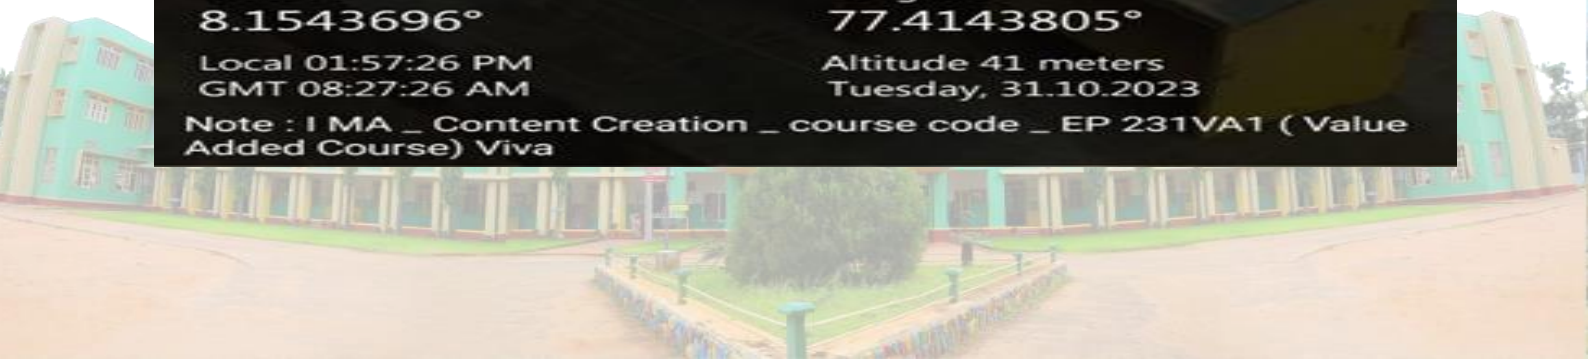 8.1543696° 77.4143805°
Local 01:57:26 PM Altitude 41 meters
GMT 08:27:26 AM Tuesday, 31.10.2023
Note : I MA _ Content Creation _ course code _ EP 231VA1 ( Value
Added Course) Viva